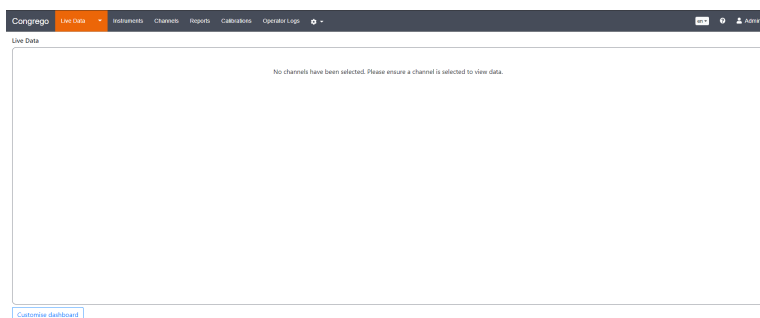 Congrego Live Data Instruments Channels Reports Calibrations Operator Logs en Admin
Live Data
No channels have been selected. Please ensure a channel is selected to view data.
Customise dashboard